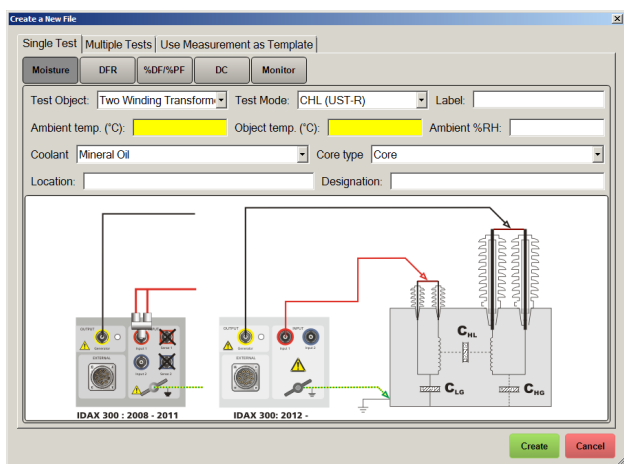 Create a New File
Single Test Multiple Tests Use Measurement as Template
Moisture DFR %DF/%PF DC Monitor
Test Object: Two Winding Transform Test Mode: CHL (UST-R) Label:
Ambient temp. (°C): Object temp. (°C): Ambient %RH:
Coolant Mineral Oil Core type Core
Location: Designation:
OUTPUT OUTPUT INPUT
Generator Generator Input 1 Input 2
EXTERNAL EXTERNAL
CHL
CLG CHG
IDAX 300 : 2008 - 2011 IDAX 300: 2012 -
Create Cancel